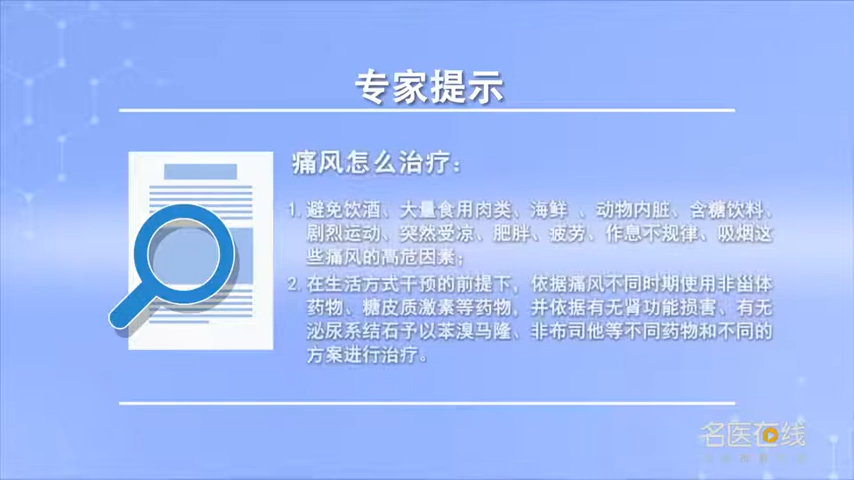 专家提示
痛风怎么治疗：
1. 避免饮酒、大量食用肉类、海鲜 、动物内脏、含糖饮料、
剧烈运动、突然受凉、肥胖、疲劳、作息不规律、吸烟这
些痛风的高危因素；
2. 在生活方式干预的前提下，依据痛风不同时期使用非甾体
药物、糖皮质激素等药物，并依据有无肾功能损害、有无
泌尿系结石予以苯溴马隆、非布司他等不同药物和不同的
方案进行治疗。
名医在线